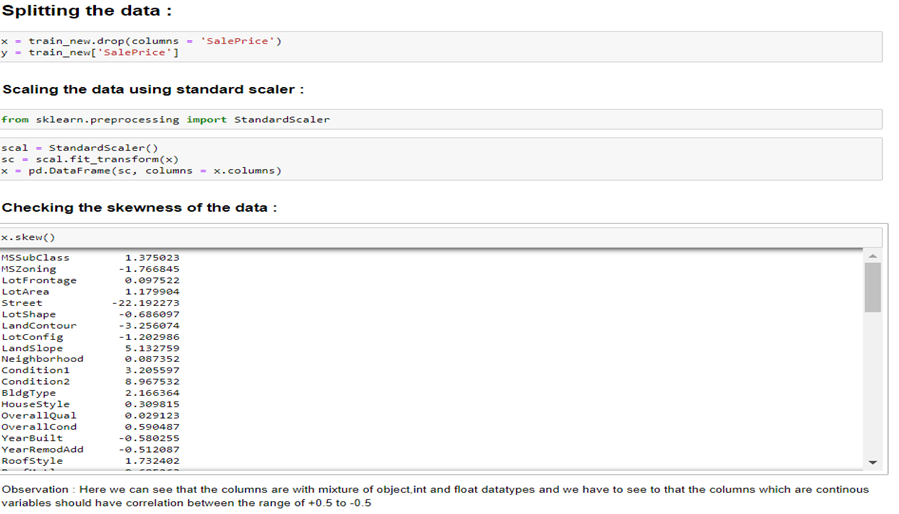 Splitting the data :
x = train_new.drop(columns = 'SalePrice')
y = train_new['SalePrice']
Scaling the data using standard scaler :
from sklearn.preprocessing import StandardScaler
scal = StandardScaler()
sc = scal.fit_transform(x)
x = pd.DataFrame(sc, columns = x.columns)
Checking the skewness of the data :
x.skew()
MSSubClass 1.375023
MSZoning -1.766845
LotFrontage 0.097522
LotArea 1.179904
Street -22.192273
LotShape -0.686097
LandContour -3.256074
LotConfig -1.202986
LandSlope 5.132759
Neighborhood 0.087352
Condition1 3.205597
Condition2 8.967532
BldgType 2.166364
HouseStyle 0.309815
OverallQual 0.029123
OverallCond 0.590487
YearBuilt -0.580255
YearRemodAdd -0.512087
RoofStyle 1.732402
Observation : Here we can see that the columns are with mixture of object,int and float datatypes and we have to see to that the columns which are continous
variables should have correlation between the range of +0.5 to -0.5